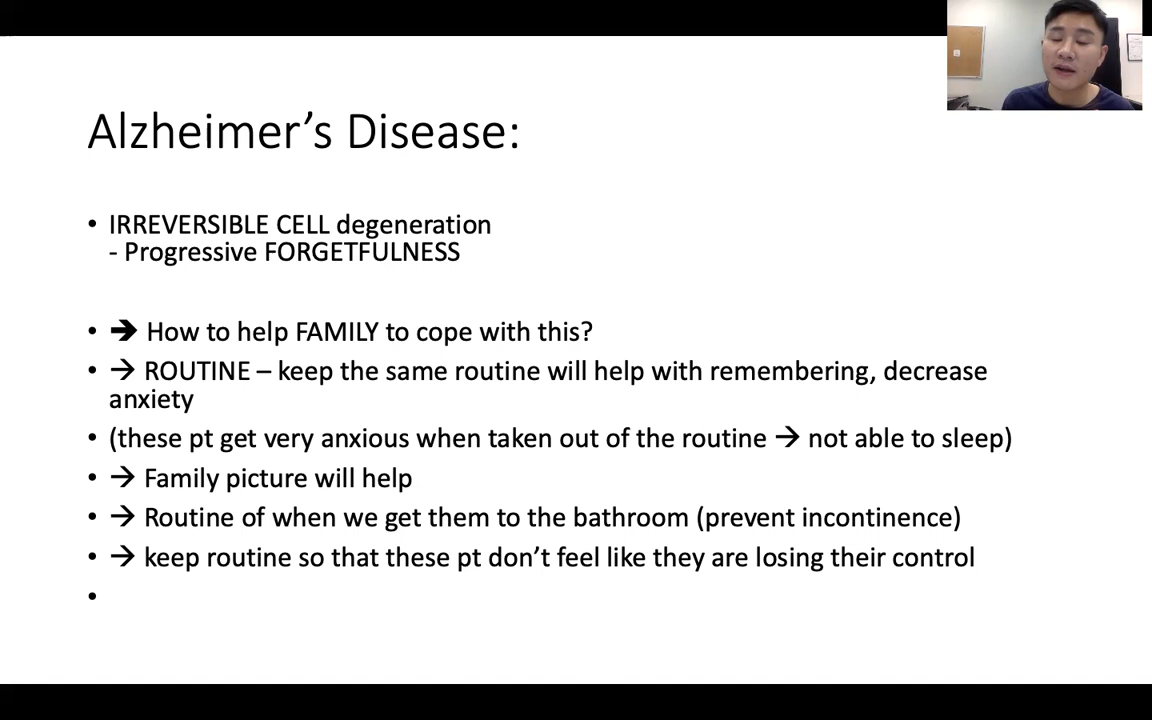 Alzheimer’s Disease:
• IRREVERSIBLE CELL degeneration
- Progressive FORGETFULNESS
• ➔ How to help FAMILY to cope with this?
• → ROUTINE – keep the same routine will help with remembering, decrease
anxiety
• (these pt get very anxious when taken out of the routine → not able to sleep)
• → Family picture will help
• → Routine of when we get them to the bathroom (prevent incontinence)
• → keep routine so that these pt don’t feel like they are losing their control
•